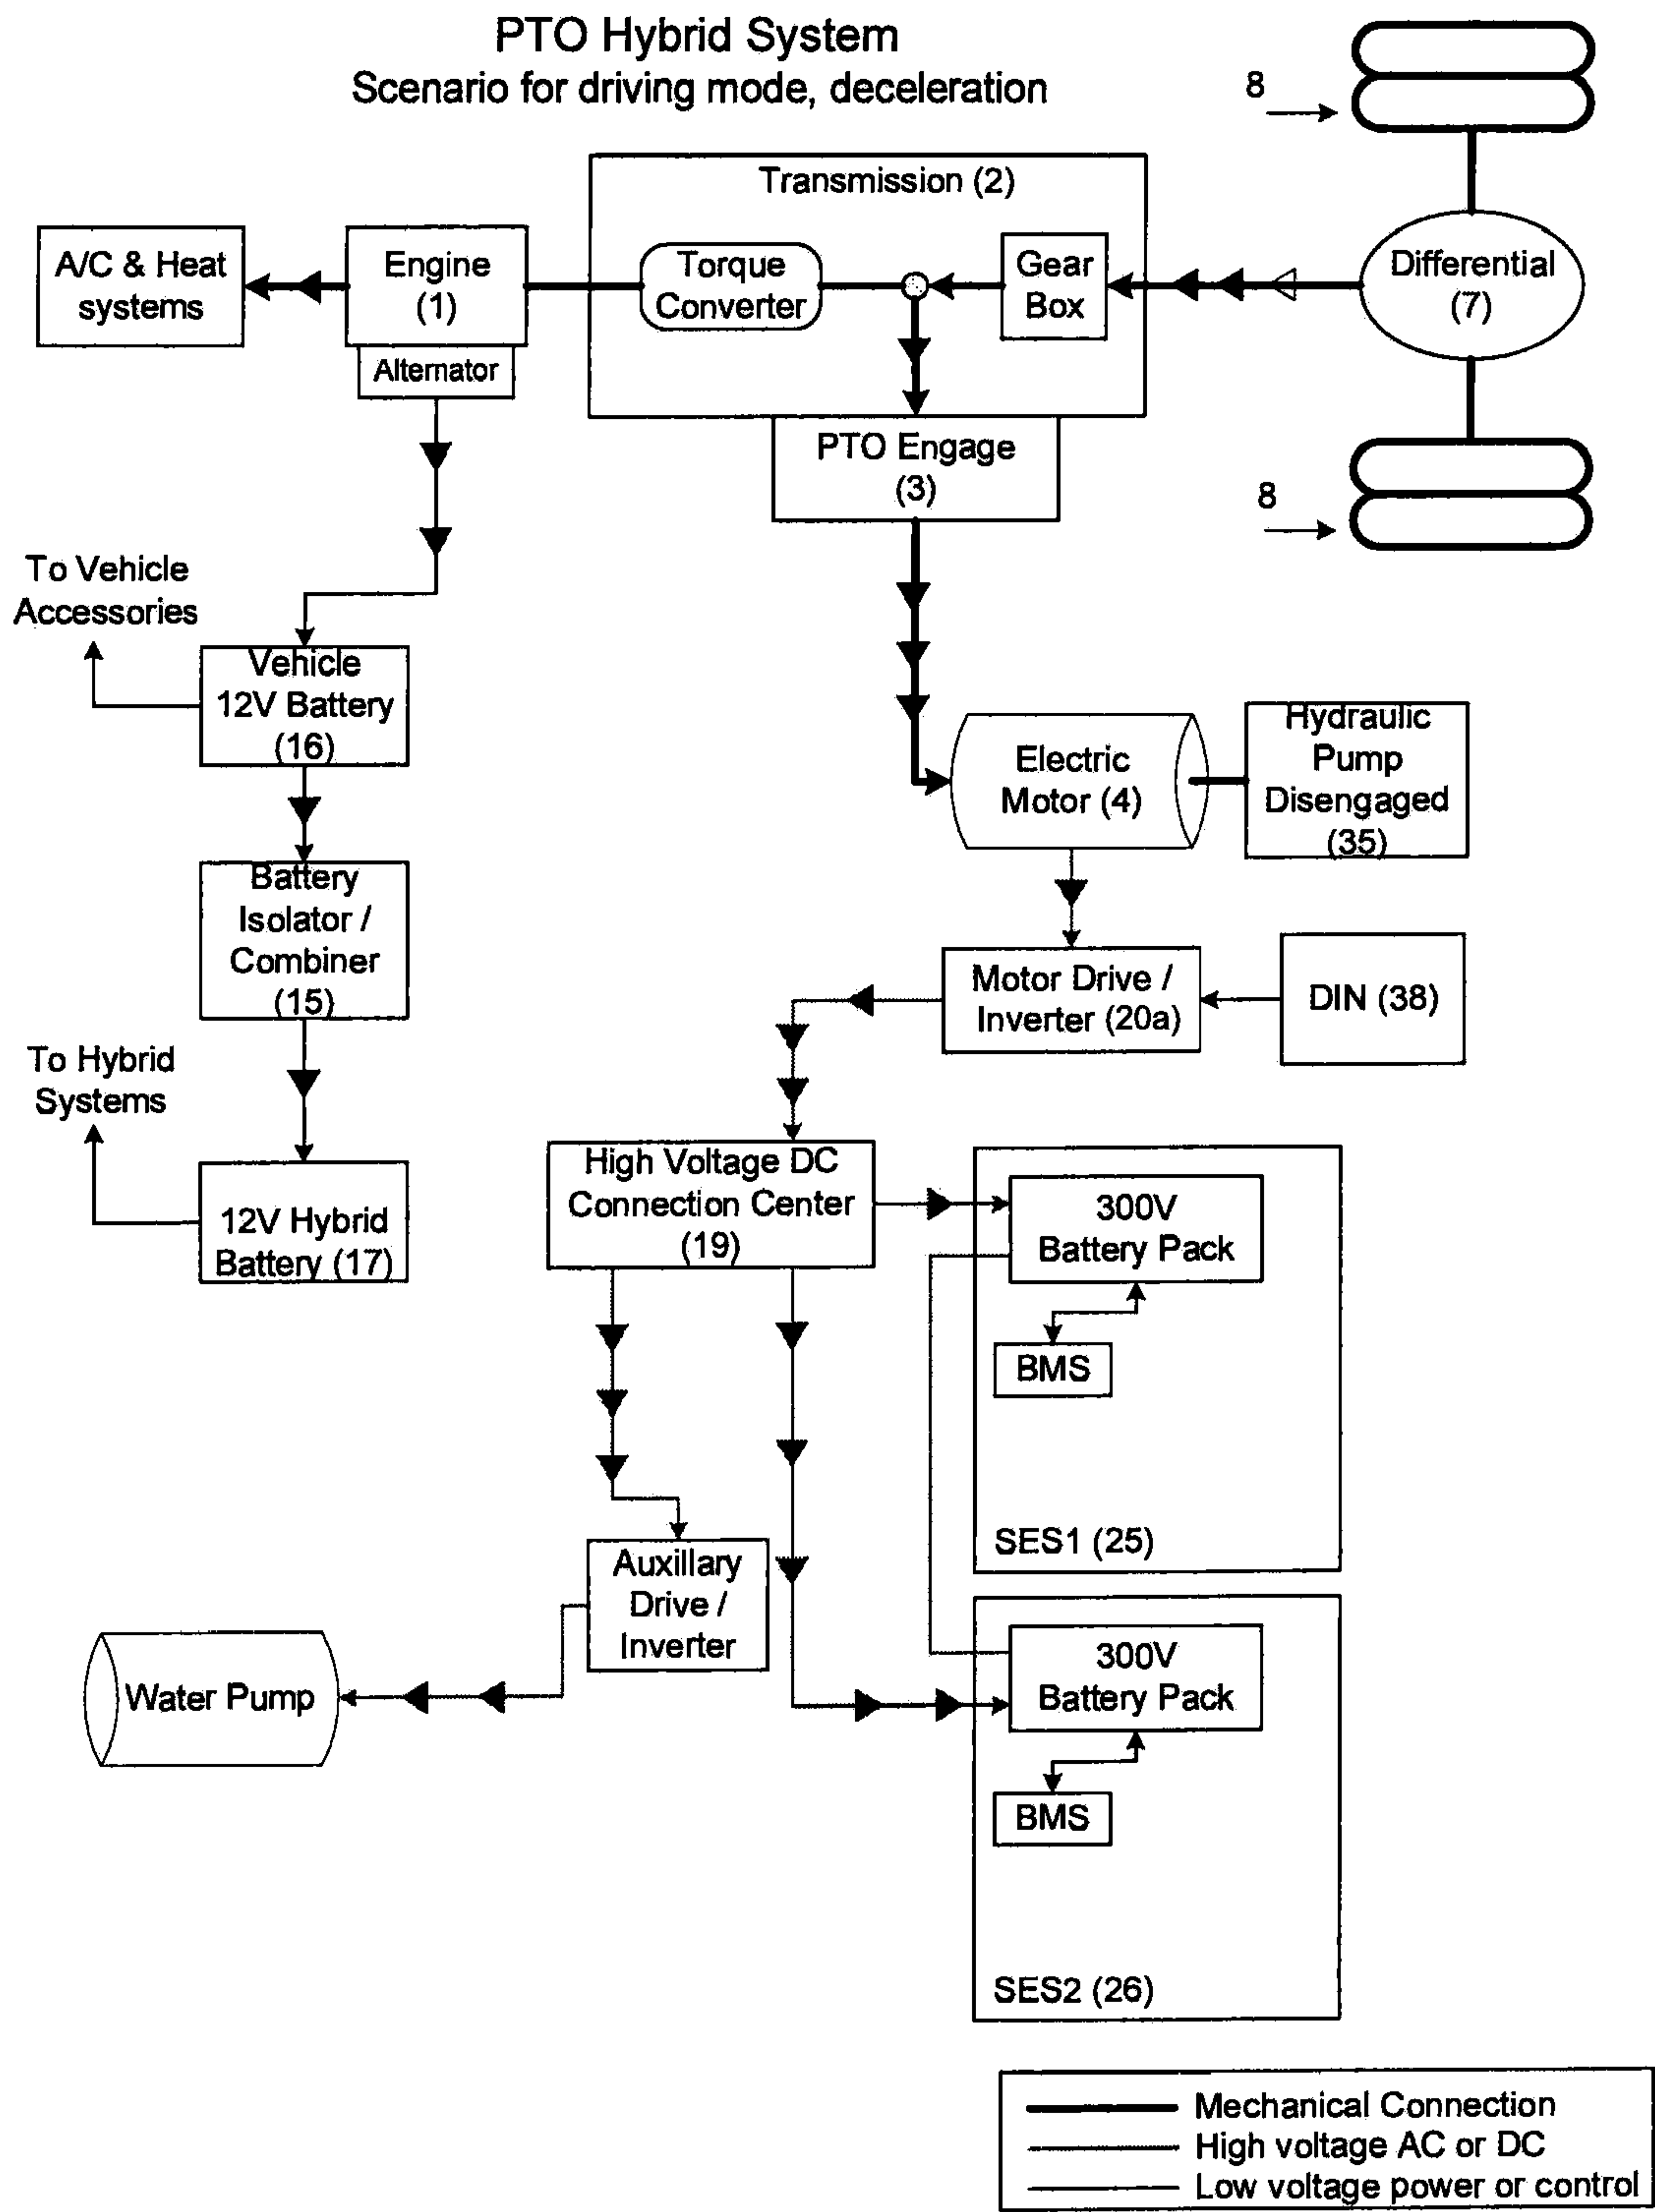 PTO Hybrid System
Scenario for driving mode, deceleration
8
Transmission (2)
A/C & Heat
systems
Engine
(1)
Torque
Converter
Gear
Box
Differential
(7)
Alternator
PTO Engage
(3)
8
To Vehicle
Accessories
Vehicle
12V Battery
(16)
Electric
Motor (4)
Hydraulic
Pump
Disengaged
(35)
Battery
Isolator /
Combiner
(15)
Motor Drive /
Inverter (20a)
DIN (38)
To Hybrid
Systems
12V Hybrid
Battery (17)
High Voltage DC
Connection Center
(19)
300V
Battery Pack
BMS
SES1 (25)
Auxillary
Drive /
Inverter
Water Pump
300V
Battery Pack
BMS
SES2 (26)
Mechanical Connection
High voltage AC or DC
Low voltage power or control